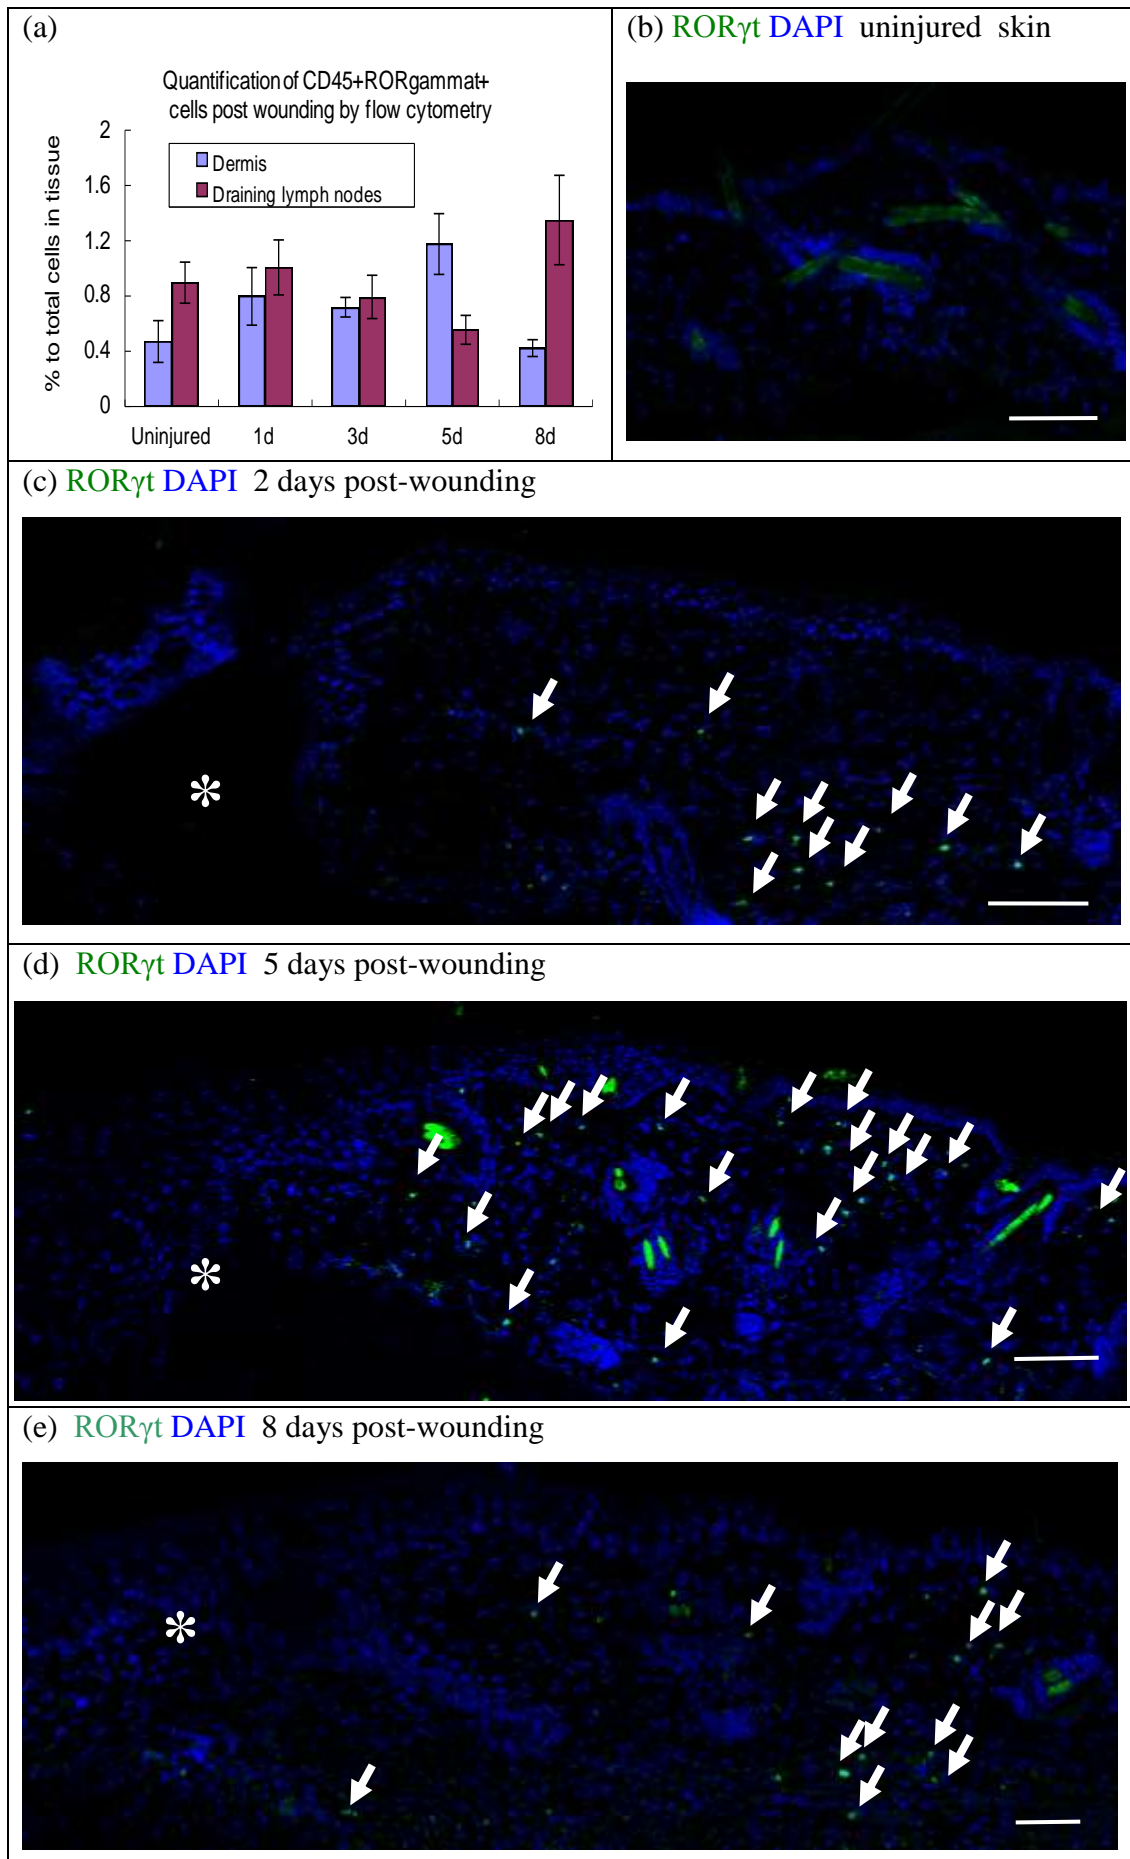 (a)
Quantification of CD45+RORgammat+
cells post wounding by flow cytometry
% to total cells in tissue
2
1.6
1.2
0.8
0.4
0
Dermis
Draining lymph nodes
Uninjured 1d 3d 5d 8d
(b) RORγt DAPI uninjured skin
(c) RORγt DAPI 2 days post-wounding
*
(d) RORγt DAPI 5 days post-wounding
*
(e) RORγt DAPI 8 days post-wounding
*